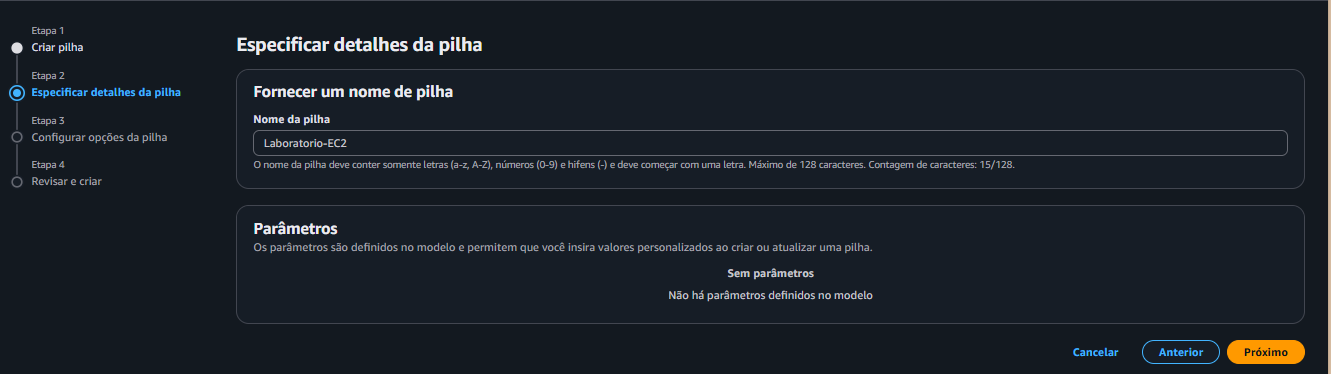 Etapa 1
Criar pilha
Etapa 2
Especificar detalhes da pilha
Etapa 3
Configurar opções da pilha
Etapa 4
Revisar e criar
Especificar detalhes da pilha
Fornecer um nome de pilha
Nome da pilha
Laboratorio-EC2
O nome da pilha deve conter somente letras (a-z, A-Z), números (0-9) e hifens (-) e deve começar com uma letra. Máximo de 128 caracteres. Contagem de caracteres: 15/128.
Parâmetros
Os parâmetros são definidos no modelo e permitem que você insira valores personalizados ao criar ou atualizar uma pilha.
Sem parâmetros
Não há parâmetros definidos no modelo
Cancelar
Anterior
Próximo